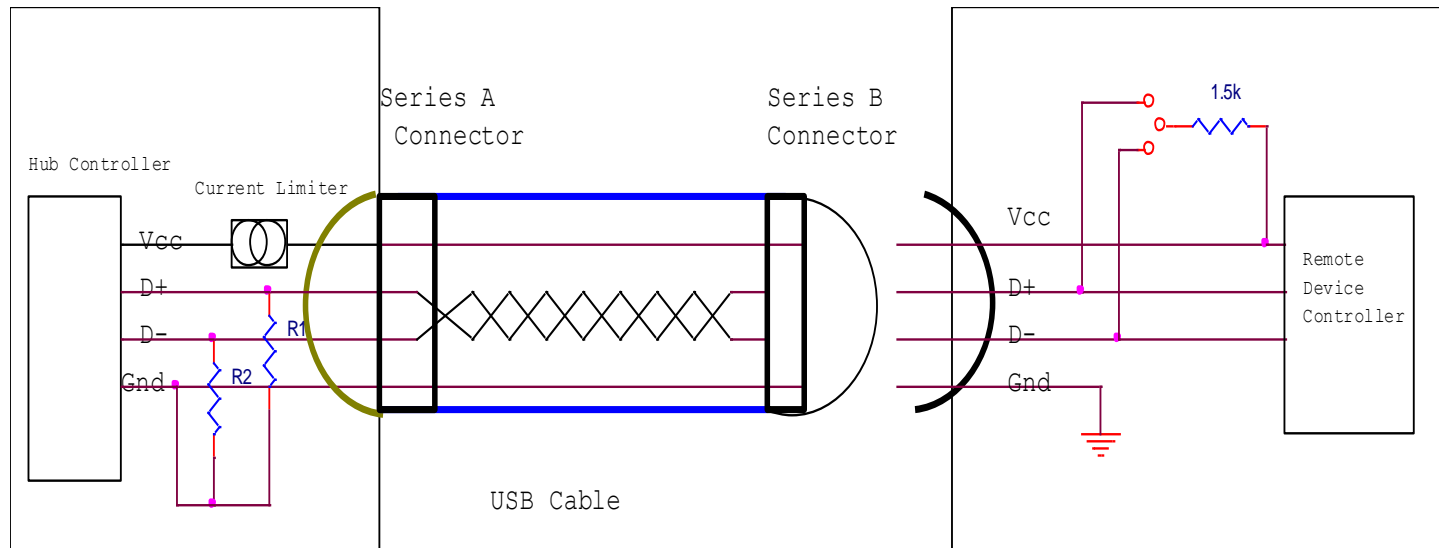 Series A
Connector
Series B
Connector
1.5k
Hub Controller
Current Limiter
Vcc
D+
R1
D-
R2
Gnd
Vcc
D+
D-
Gnd
Remote
Device
Controller
USB Cable